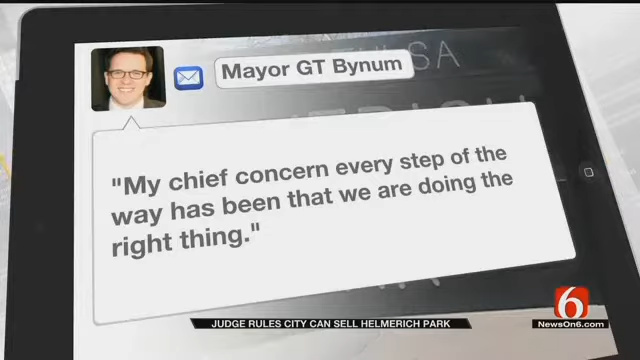 TULSA
Mayor GT Bynum
"My chief concern every step of the
way has been that we are doing the
right thing."
6
JUDGE RULES CITY CAN SELL HELMERICH PARK
NewsOn6.com